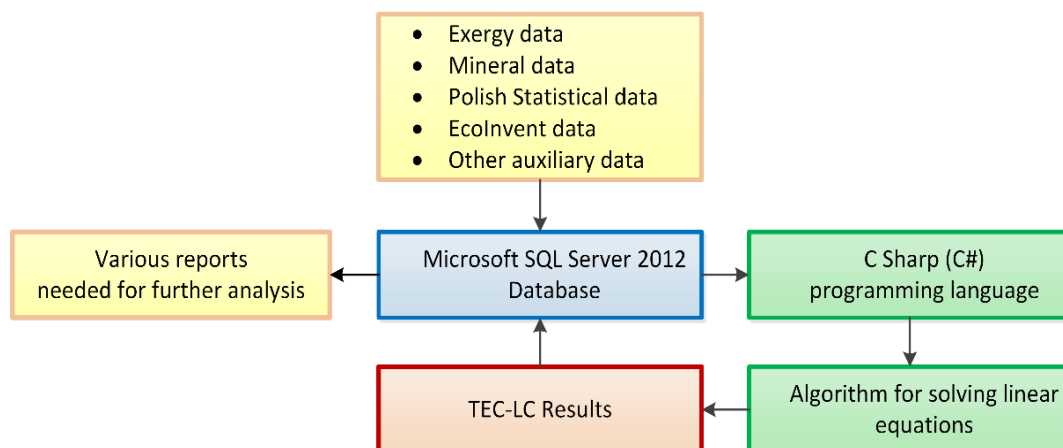 • Exergy data
• Mineral data
• Polish Statistical data
• EcoInvent data
• Other auxiliary data
Various reports
needed for further analysis
Microsoft SQL Server 2012
Database
C Sharp (C#)
programming language
TEC-LC Results
Algorithm for solving linear
equations